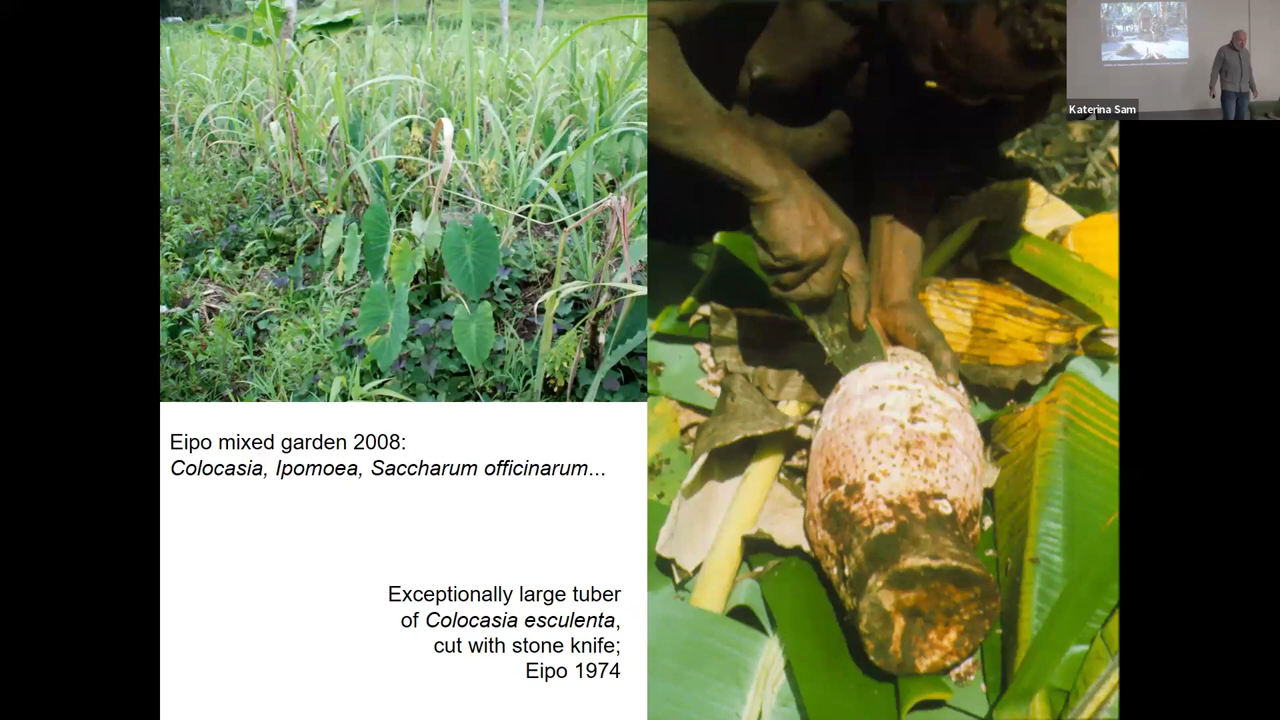 Katerina Sam
Eipo mixed garden 2008:
Colocasia, Ipomoea, Saccharum officinarum...
Exceptionally large tuber
of Colocasia esculenta,
cut with stone knife;
Eipo 1974